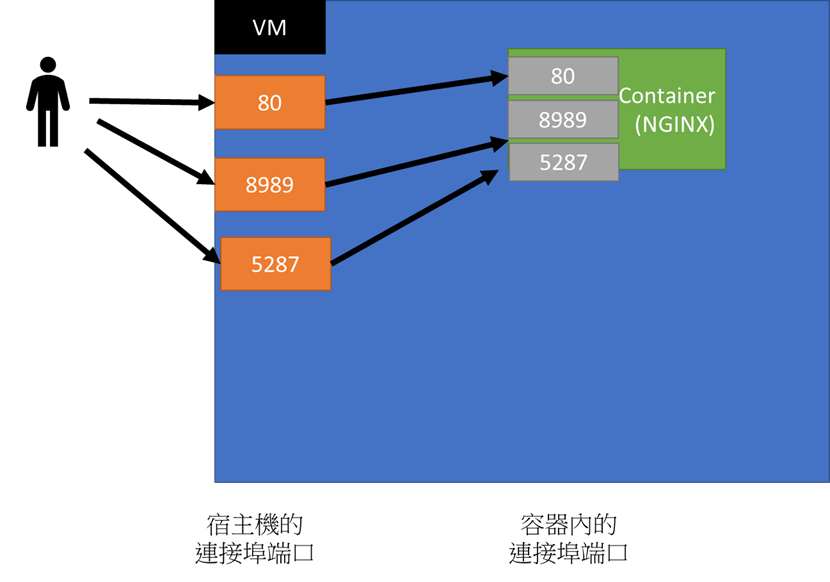 VM
80
8989
5287
80
8989
5287
Container
(NGINX)
宿主機的
連接埠端口
容器內的
連接埠端口